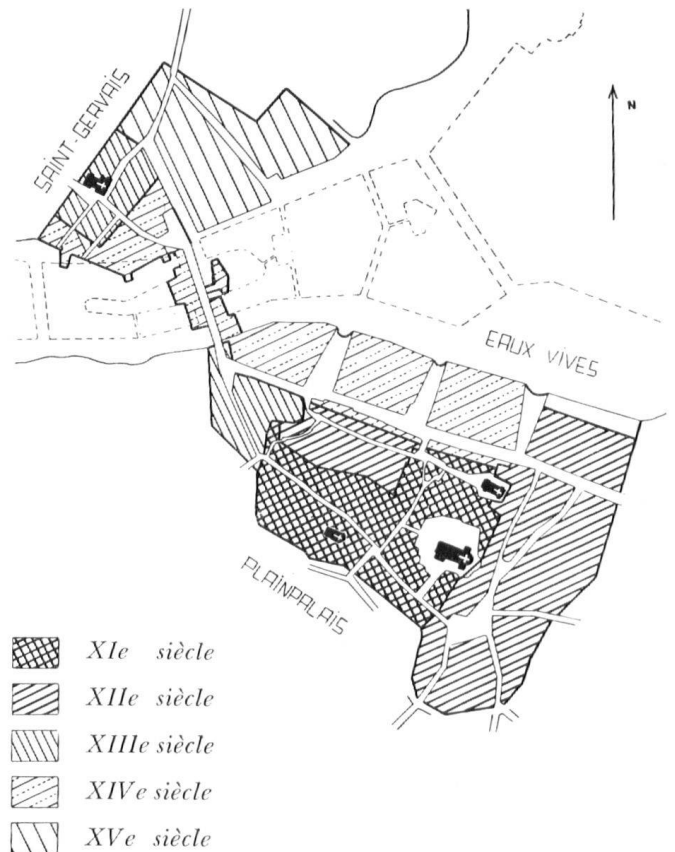 SAINT-GERVAIS
N
EAUX VIVES
PLAINPALAIS
XIe siècle
XIIe siècle
XIIIe siècle
XIVe siècle
XVe siècle